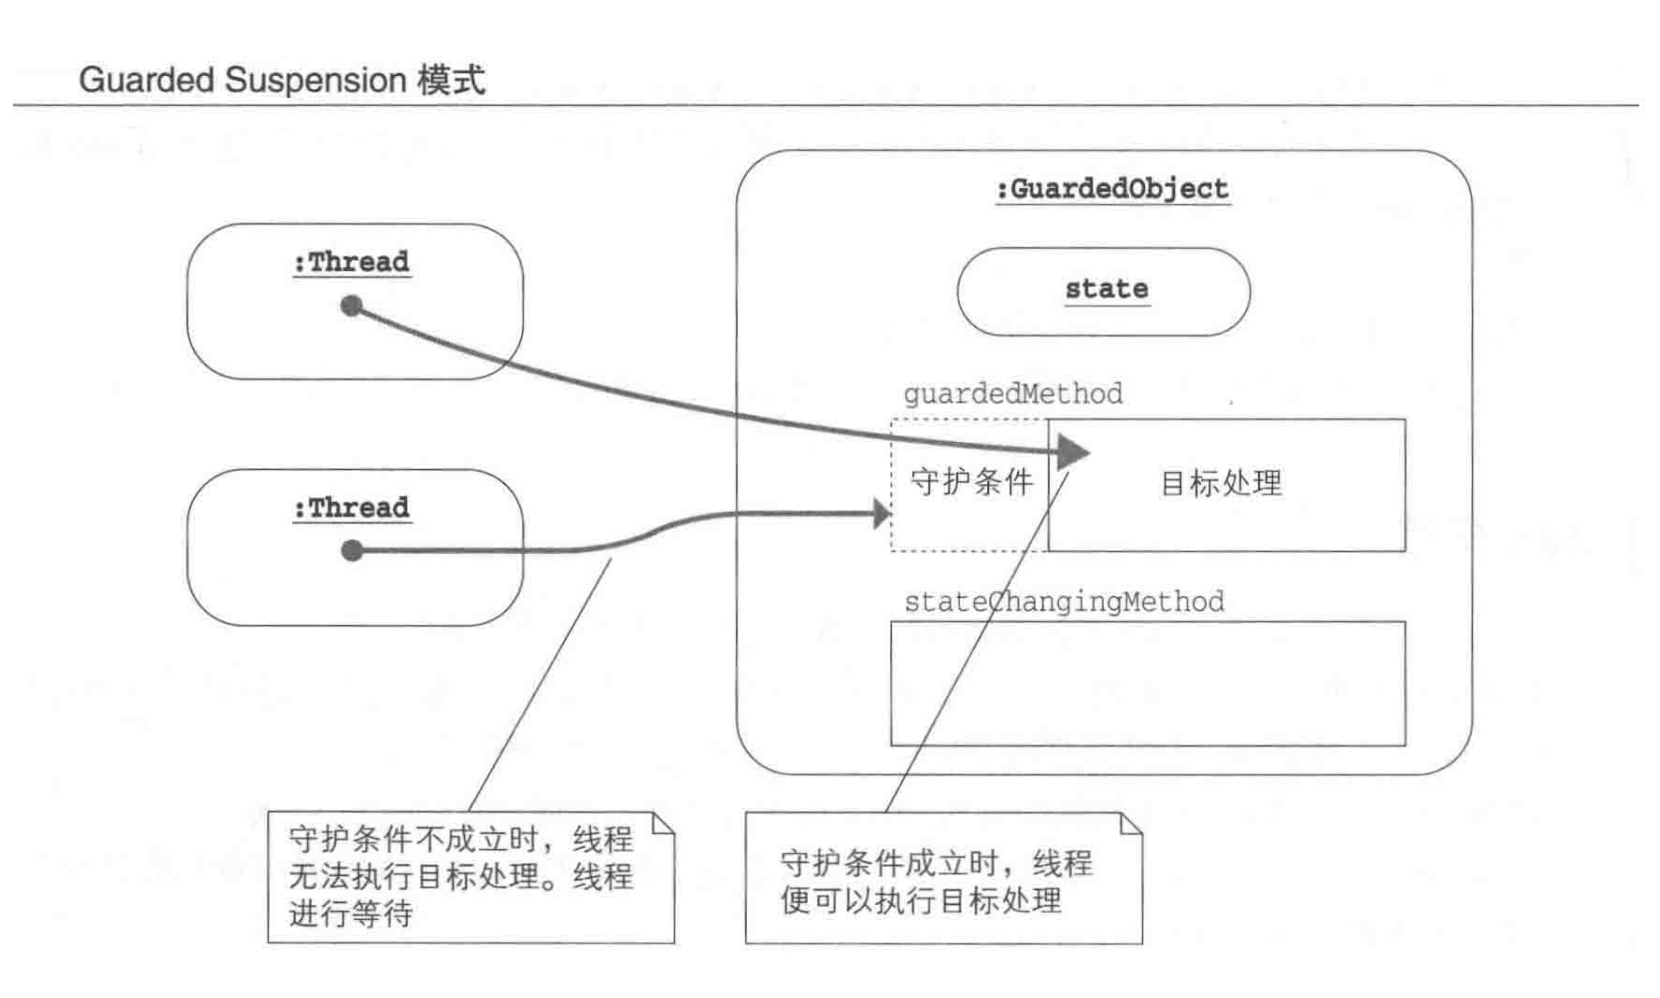 Guarded Suspension 模式
:GuardedObject
:Thread
state
guardedMethod
守护条件
目标处理
:Thread
stateChangingMethod
守护条件不成立时，线程
无法执行目标处理。线程
进行等待
守护条件成立时，线程
便可以执行目标处理